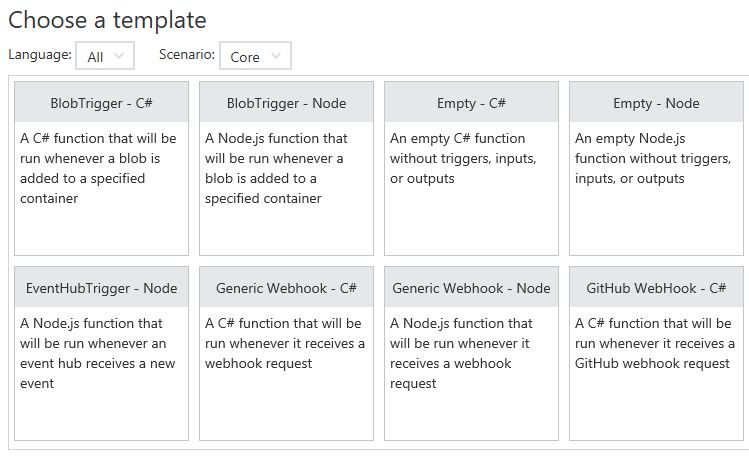 Choose a template
Language: All Scenario: Core
BlobTrigger - C#
A C# function that will be
run whenever a blob is
added to a specified
container
BlobTrigger - Node
A Node.js function that
will be run whenever a
blob is added to a
specified container
Empty - C#
An empty C# function
without triggers, inputs,
or outputs
Empty - Node
An empty Node.js
function without triggers,
inputs, or outputs
EventHubTrigger - Node
A Node.js function that
will be run whenever an
event hub receives a new
event
Generic Webhook - C#
A C# function that will be
run whenever it receives a
webhook request
Generic Webhook - Node
A Node.js function that
will be run whenever it
receives a webhook
request
GitHub WebHook - C#
A C# function that will be
run whenever it receives a
GitHub webhook request